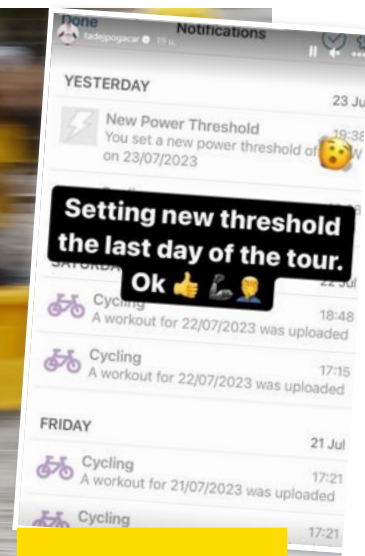 Done
Notifications
tadejpogacar 19 u.
YESTERDAY
23 Ju
New Power Threshold
19:38
You set a new power threshold of
W
on 23/07/2023
Setting new threshold
the last day of the tour.
Ok 👍 🦾 🤦‍♂️
22 Jul
Cycling
18:48
A workout for 22/07/2023 was uploaded
Cycling
17:15
A workout for 22/07/2023 was uploaded
FRIDAY
21 Jul
Cycling
17:21
A workout for 21/07/2023 was uploaded
Cycling
17:21